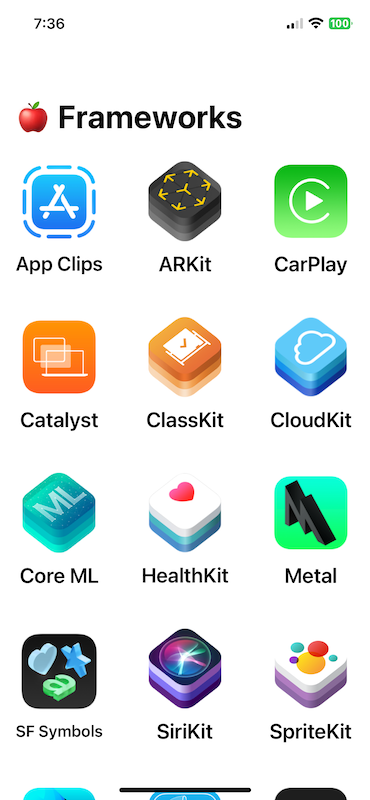 7:36
100
🍎 Frameworks
App Clips ARKit CarPlay
Catalyst ClassKit CloudKit
ML
Core ML HealthKit Metal
a
SF Symbols SiriKit SpriteKit